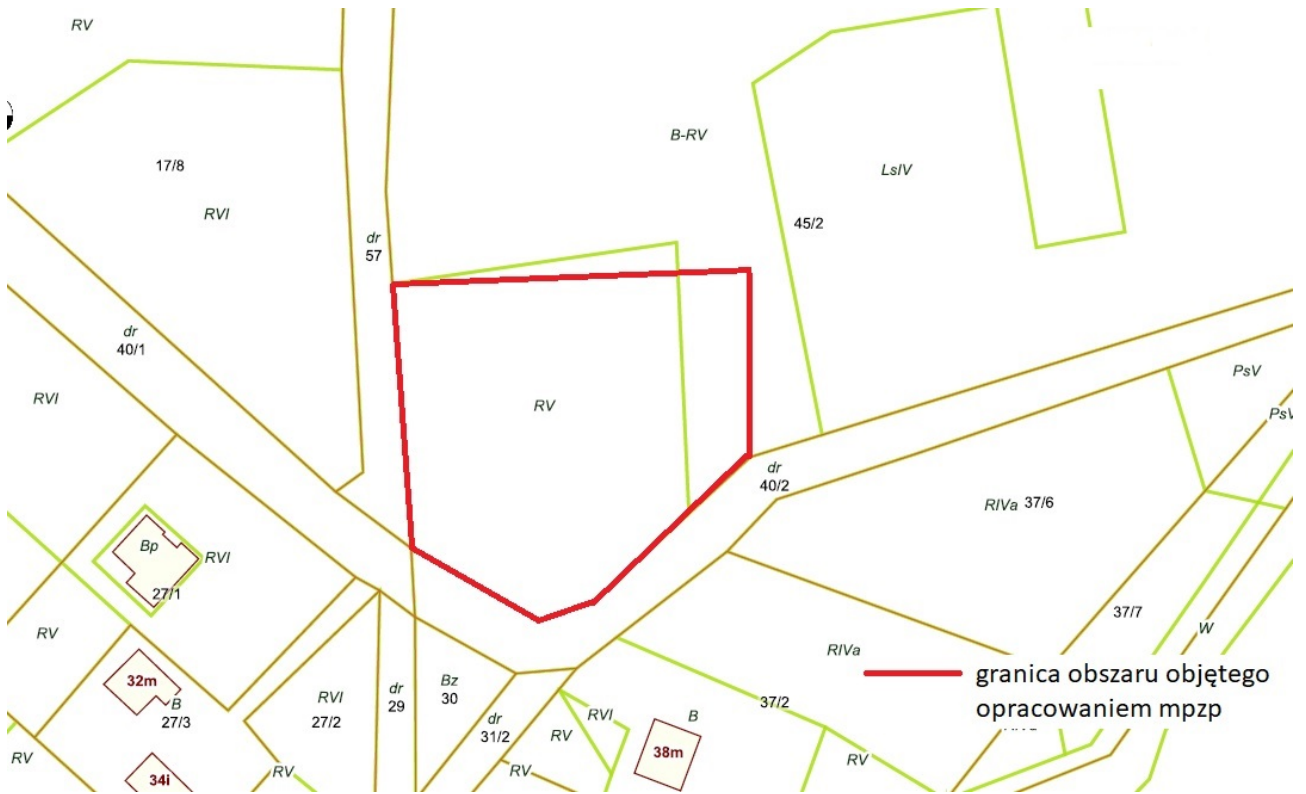 RV
B-RV
17/8
LsIV
RVI
45/2
dr
57
dr
40/1
PsV
RVI
RV
PsV
dr
40/2
RIVa 37/6
Bp
RVI
27/1
37/7
RV
W
RIVa
32m
B
27/3
RVI
27/2
dr
29
Bz
30
granica obszaru objętego
opracowaniem mpzp
37/2
RVI
B
dr
31/2
RV
38m
RV
RV
RV
RV
34i